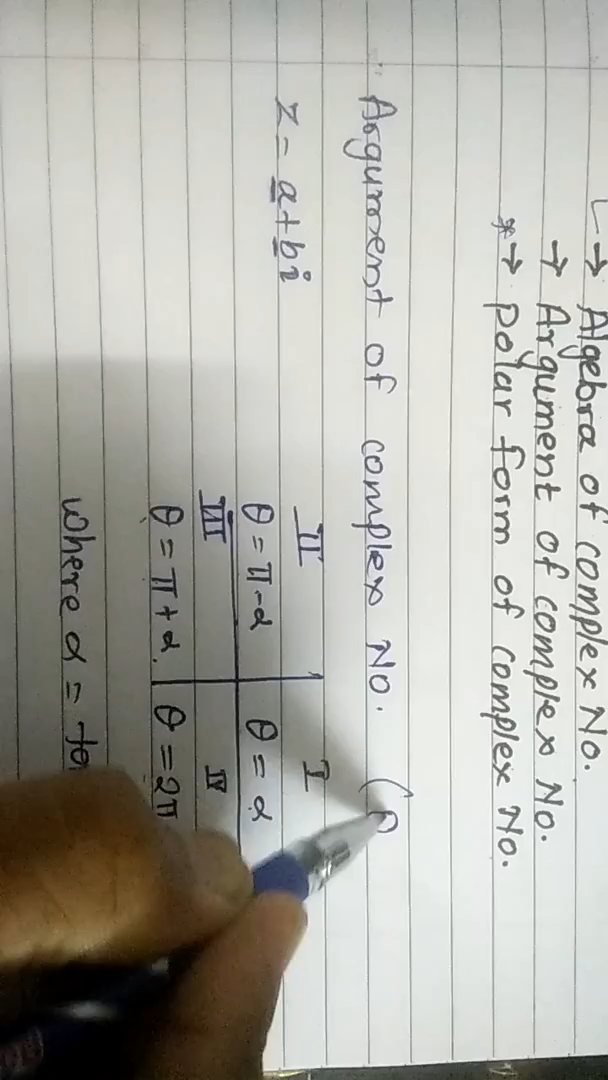 → Algebra of complex No.
→ Argument of complex No.
*→ polar form of complex No.
Argument of complex No. (
z = a+bi
II I
θ = π-α θ = α
III IV
θ = π+α θ = 2π
where α =